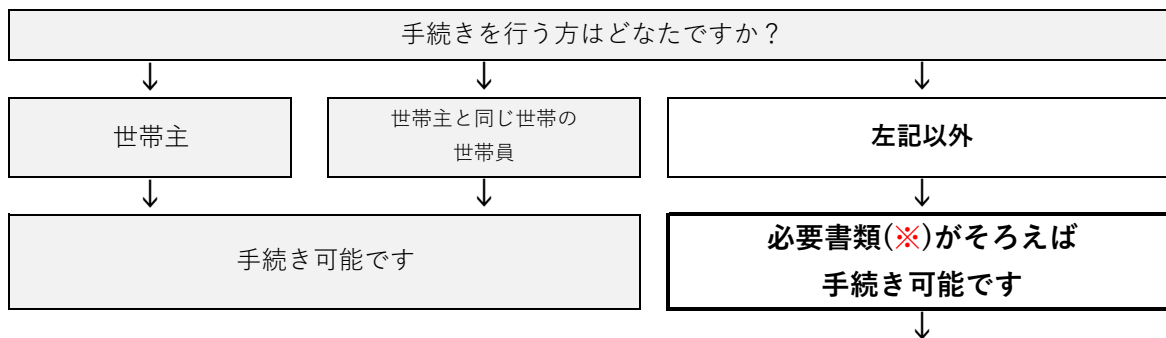 手続きを行う方はどなたですか？
↓ ↓ ↓
世帯主
世帯主と同じ世帯の
世帯員
左記以外
↓ ↓ ↓
手続き可能です
必要書類(※)がそろえば
手続き可能です
↓